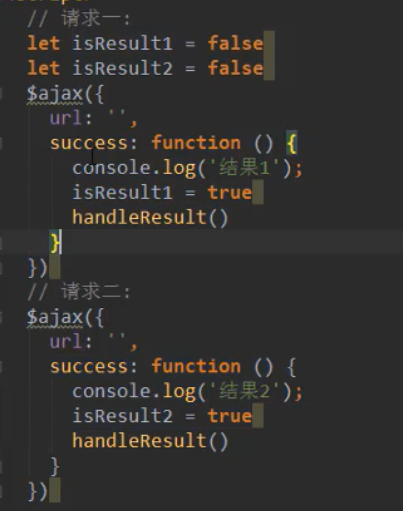 // 请求一:
let isResult1 = false
let isResult2 = false
$ajax({
url: '',
success: function () {
console.log('结果1');
isResult1 = true
handleResult()
}
})
// 请求二:
$ajax({
url: '',
success: function () {
console.log('结果2');
isResult2 = true
handleResult()
}
})